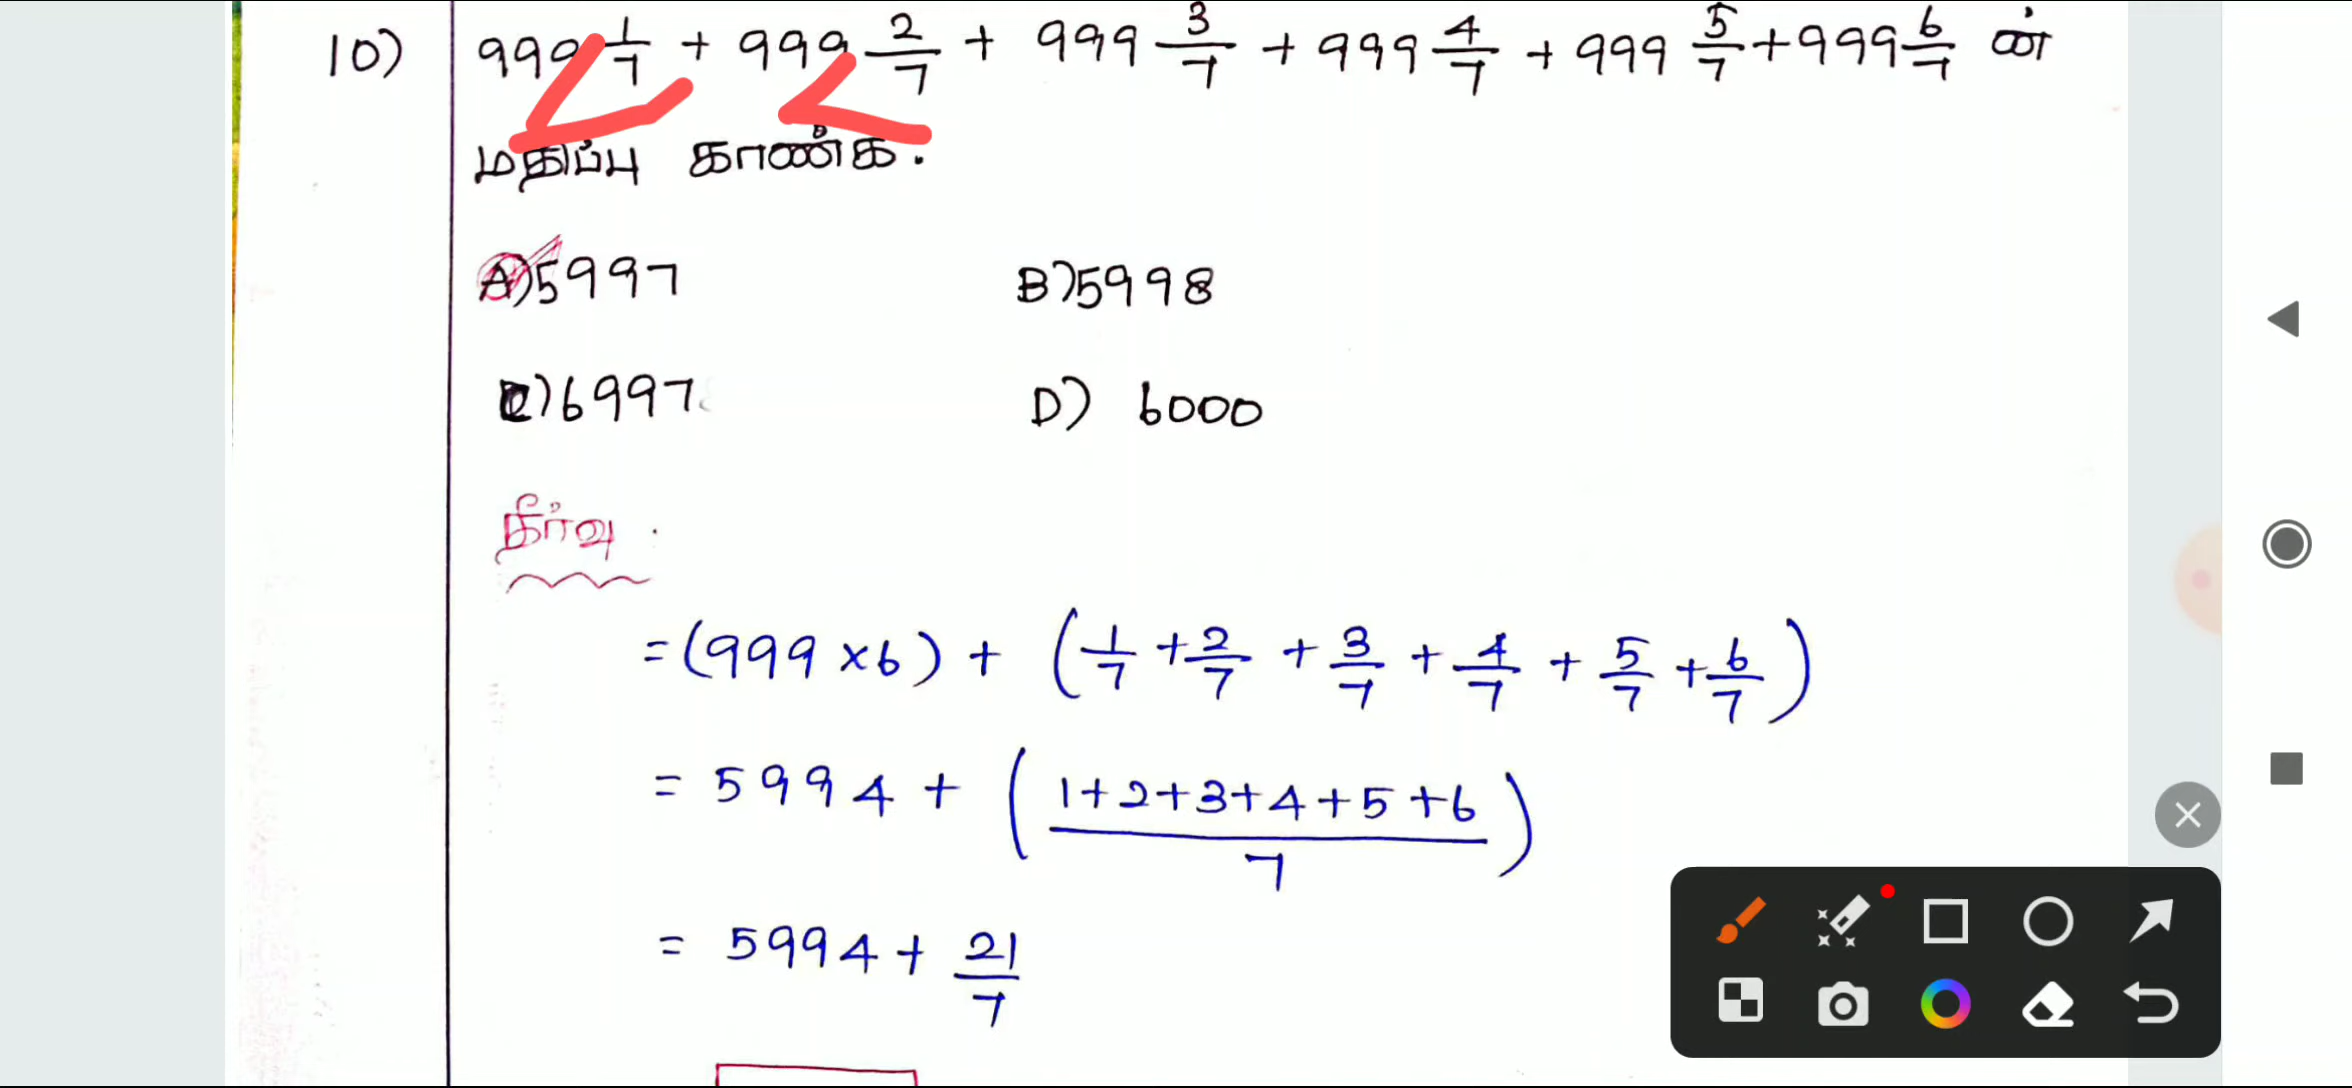 10) 999 1/7 + 999 2/7 + 999 3/7 + 999 4/7 + 999 5/7 + 999 6/7 ன்
மதிப்பு காண்க.
A) 5997 B) 5998
C) 6997 D) 6000
தீர்வு.
= (999 × 6) + (1/7 + 2/7 + 3/7 + 4/7 + 5/7 + 6/7)
= 5994 + (1+2+3+4+5+6 / 7)
= 5994 + 21/7